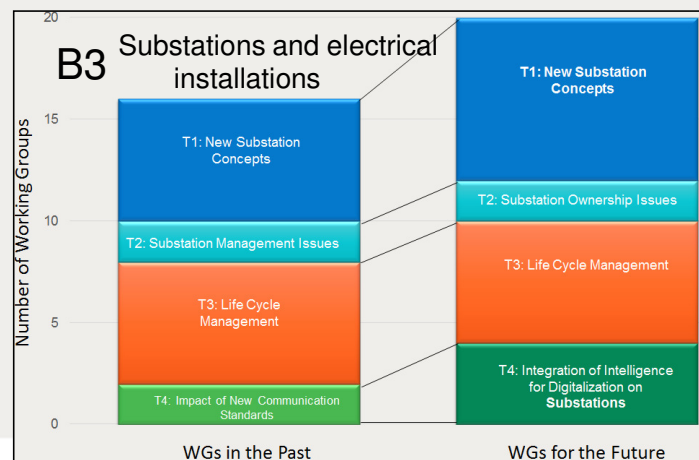 B3
Substations and electrical
installations
Number of Working Groups
20
15
10
5
0
T1: New Substation
Concepts
T2: Substation Management Issues
T3: Life Cycle
Management
T4: Impact of New Communication
Standards
T1: New Substation
Concepts
T2: Substation Ownership Issues
T3: Life Cycle Management
T4: Integration of Intelligence
for Digitalization on
Substations
WGs in the Past
WGs for the Future